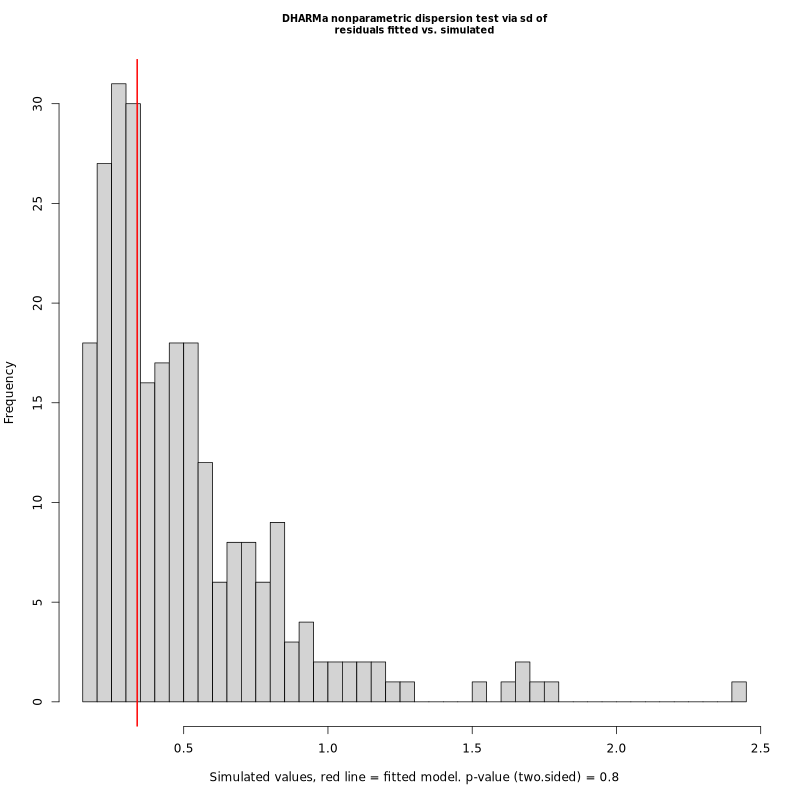 DHARMa nonparametric dispersion test via sd of
residuals fitted vs. simulated
Frequency
30
25
20
15
10
5
0
0.5 1.0 1.5 2.0 2.5
Simulated values, red line = fitted model. p-value (two.sided) = 0.8